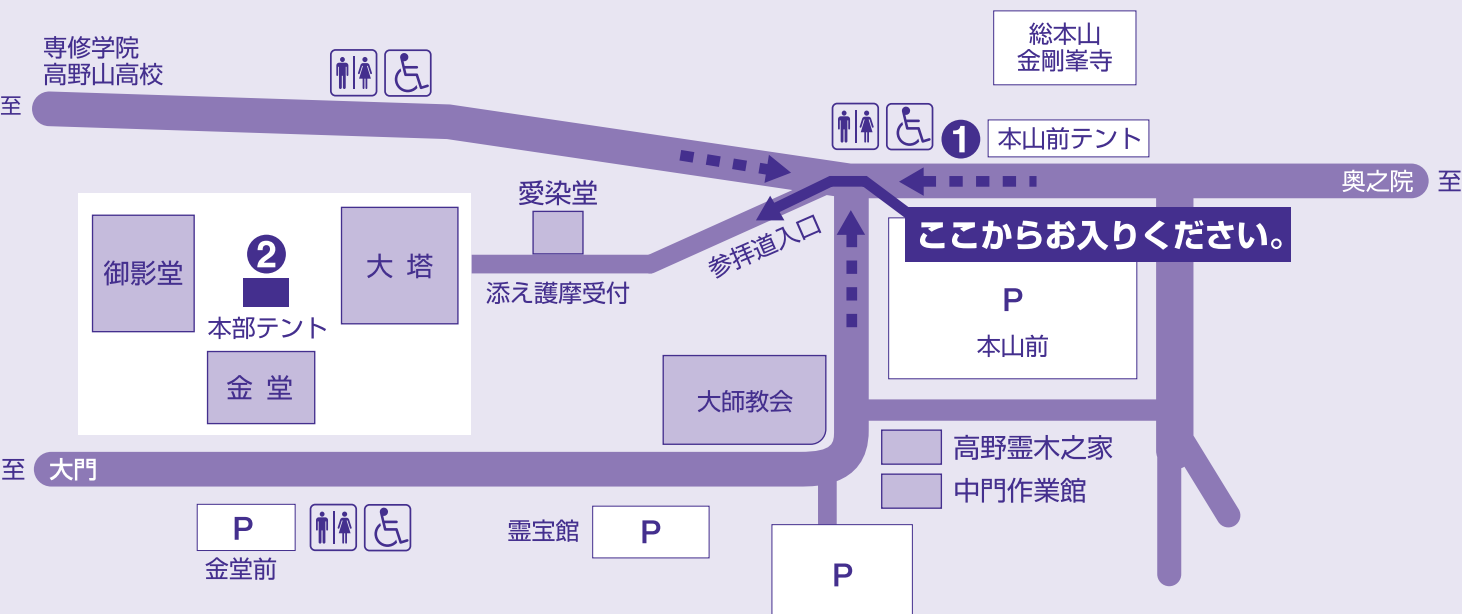 専修学院
高野山高校
至
総本山
金剛峯寺
❶
本山前テント
奥之院
至
愛染堂
参拝道入口
ここからお入りください。
御影堂
❷
本部テント
大 塔
金 堂
添え護摩受付
P
本山前
大師教会
至
大門
高野霊木之家
中門作業館
P
金堂前
霊宝館
P
P